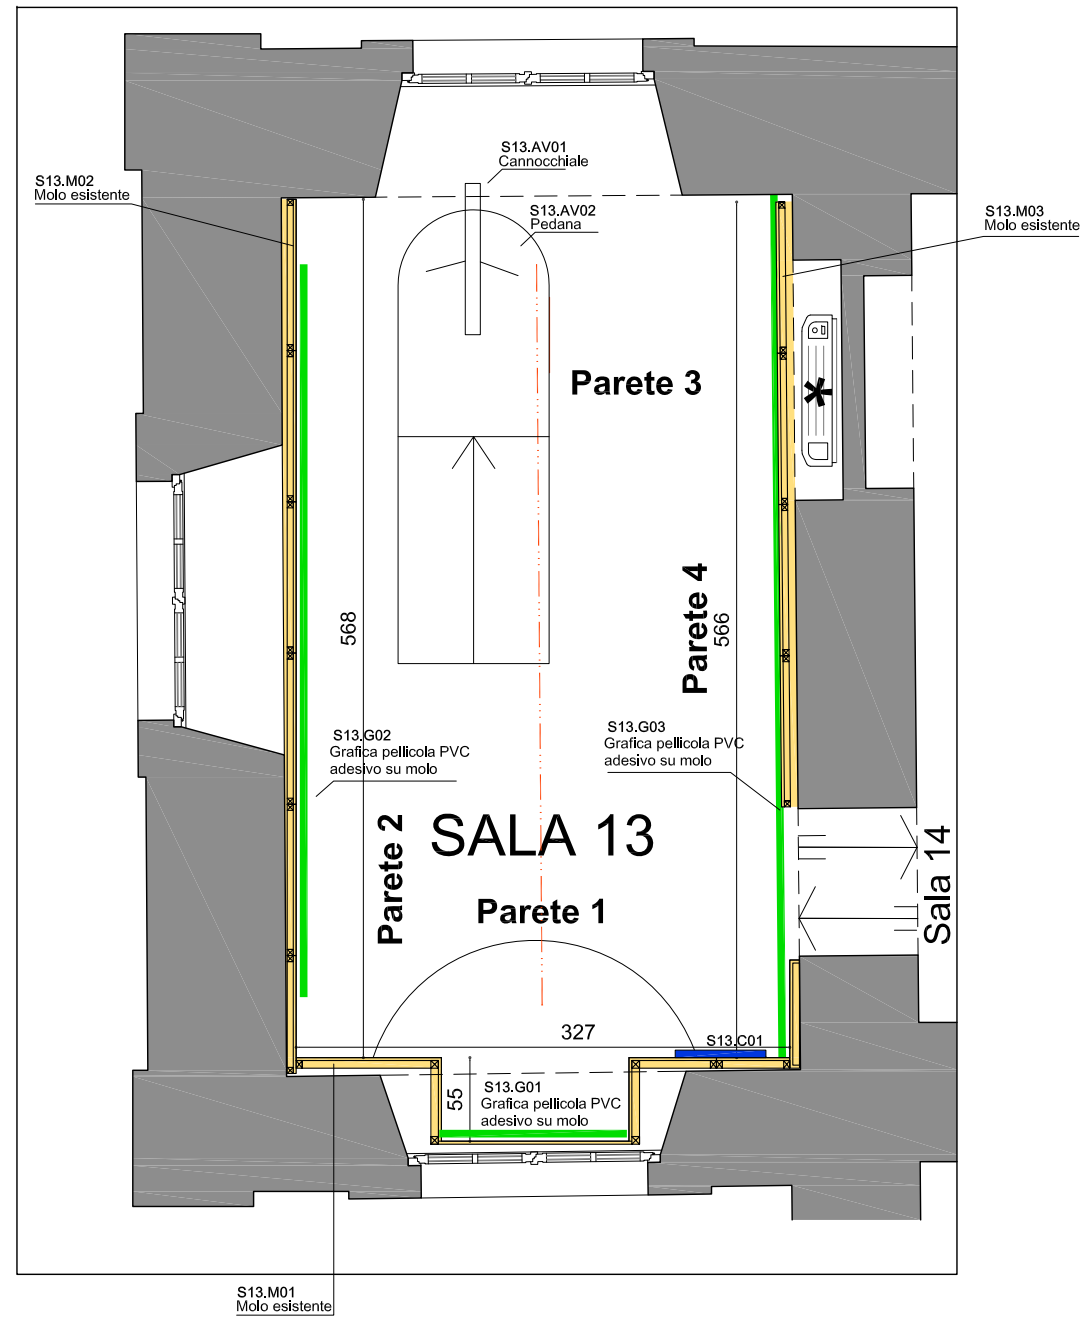 S13.AV01
Cannocchiale
S13.M02
Molo esistente
S13.AV02
Pedana
S13.M03
Molo esistente
Parete 3
*
568
Parete 4
566
S13.G02
Grafica pellicola PVC
adesivo su molo
S13.G03
Grafica pellicola PVC
adesivo su molo
Parete 2
SALA 13
Sala 14
Parete 1
327
S13.C01
55
S13.G01
Grafica pellicola PVC
adesivo su molo
S13.M01
Molo esistente